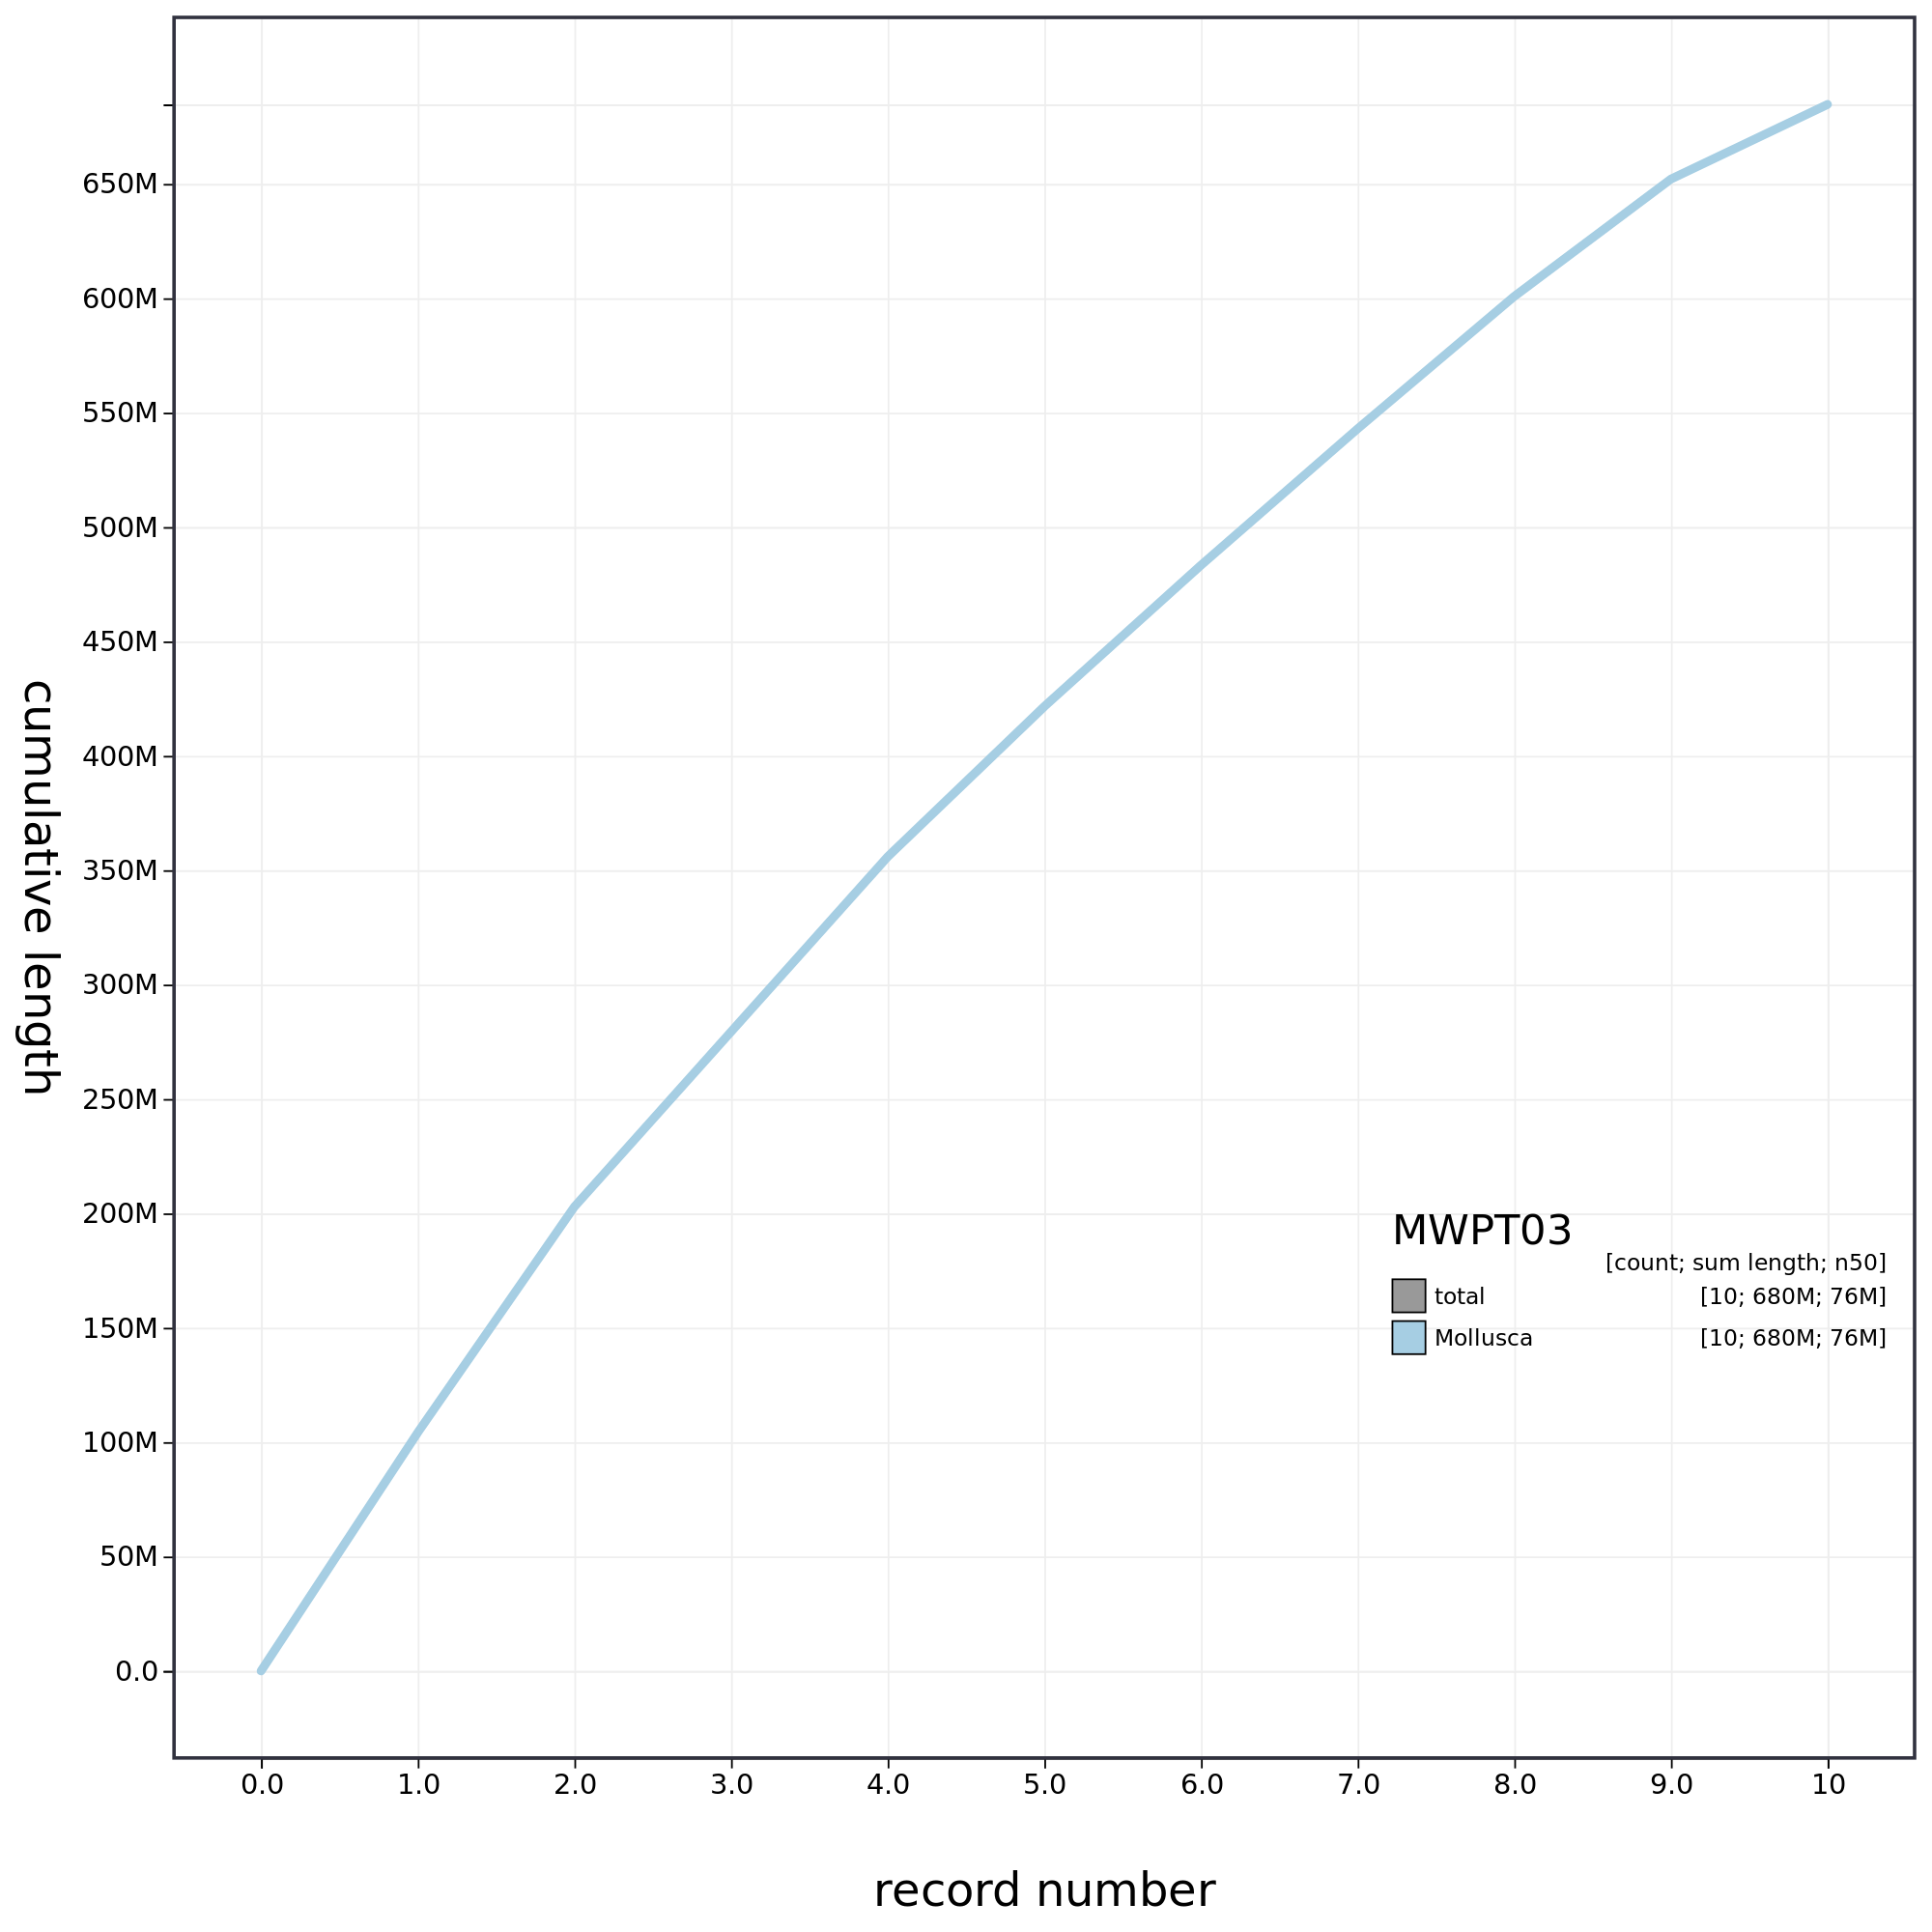 650M
600M
550M
500M
450M
400M
350M
300M
250M
200M
150M
100M
50M
0.0
cumulative length
MWPT03
[count; sum length; n50]
total [10; 680M; 76M]
Mollusca [10; 680M; 76M]
0.0 1.0 2.0 3.0 4.0 5.0 6.0 7.0 8.0 9.0 10
record number